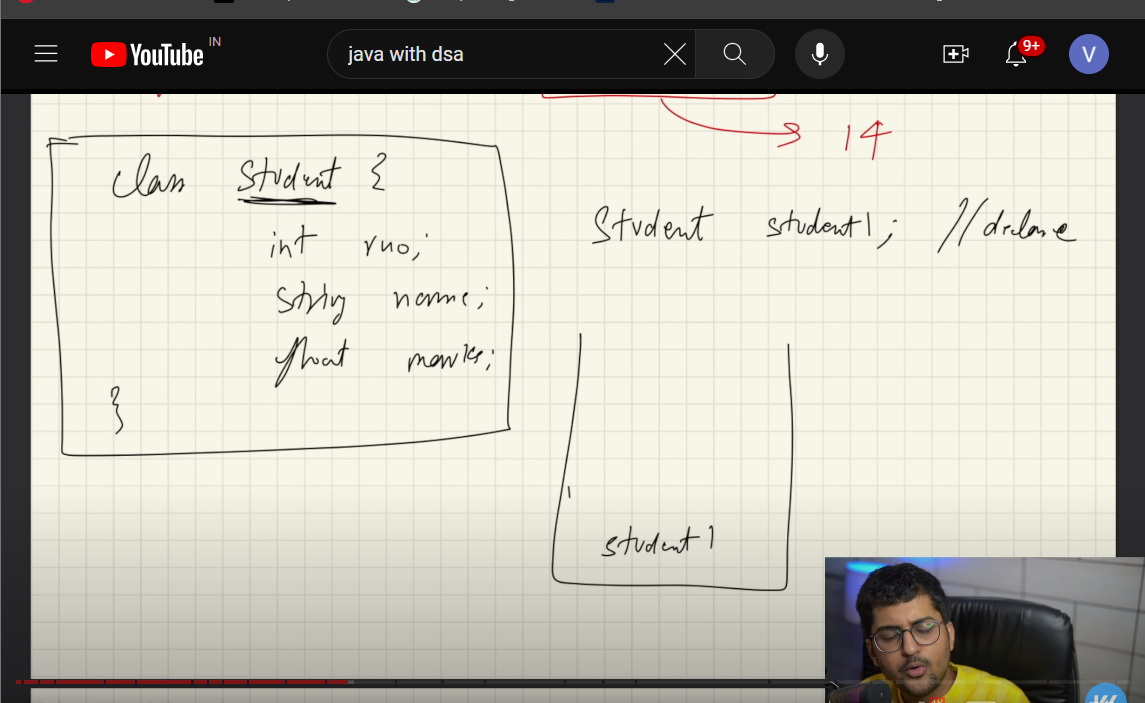 YouTube IN
java with dsa
9+
V
14
class Student {
Student student1; //declare
int rno;
string name;
float marks;
}
student1